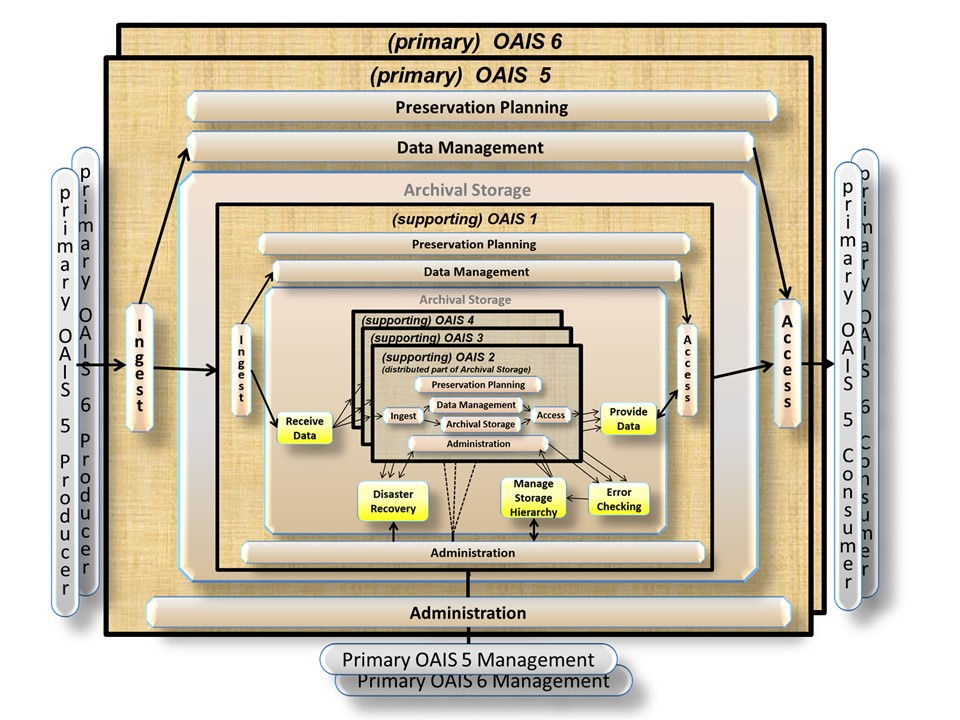 (primary) OAIS 6
(primary) OAIS 5
Preservation Planning
Data Management
Archival Storage
(supporting) OAIS 1
Preservation Planning
Data Management
Archival Storage
(supporting) OAIS 4
(supporting) OAIS 3
(supporting) OAIS 2
(distributed part of Archival Storage)
Preservation Planning
Data Management
Ingest
Access
Archival Storage
Administration
Receive
Data
Provide
Data
Disaster
Recovery
Manage
Storage
Hierarchy
Error
Checking
Administration
Ingest
Access
Ingest
Access
Administration
primary OAIS 5 Producer
primary OAIS 6 Producer
primary OAIS 5 Consumer
primary OAIS 6 Consumer
Primary OAIS 5 Management
Primary OAIS 6 Management